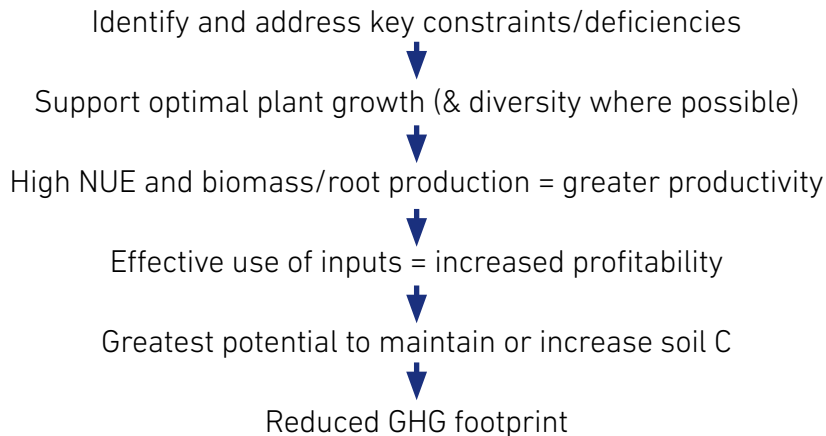 Identify and address key constraints/deficiencies
Support optimal plant growth (& diversity where possible)
High NUE and biomass/root production = greater productivity
Effective use of inputs = increased profitability
Greatest potential to maintain or increase soil C
Reduced GHG footprint